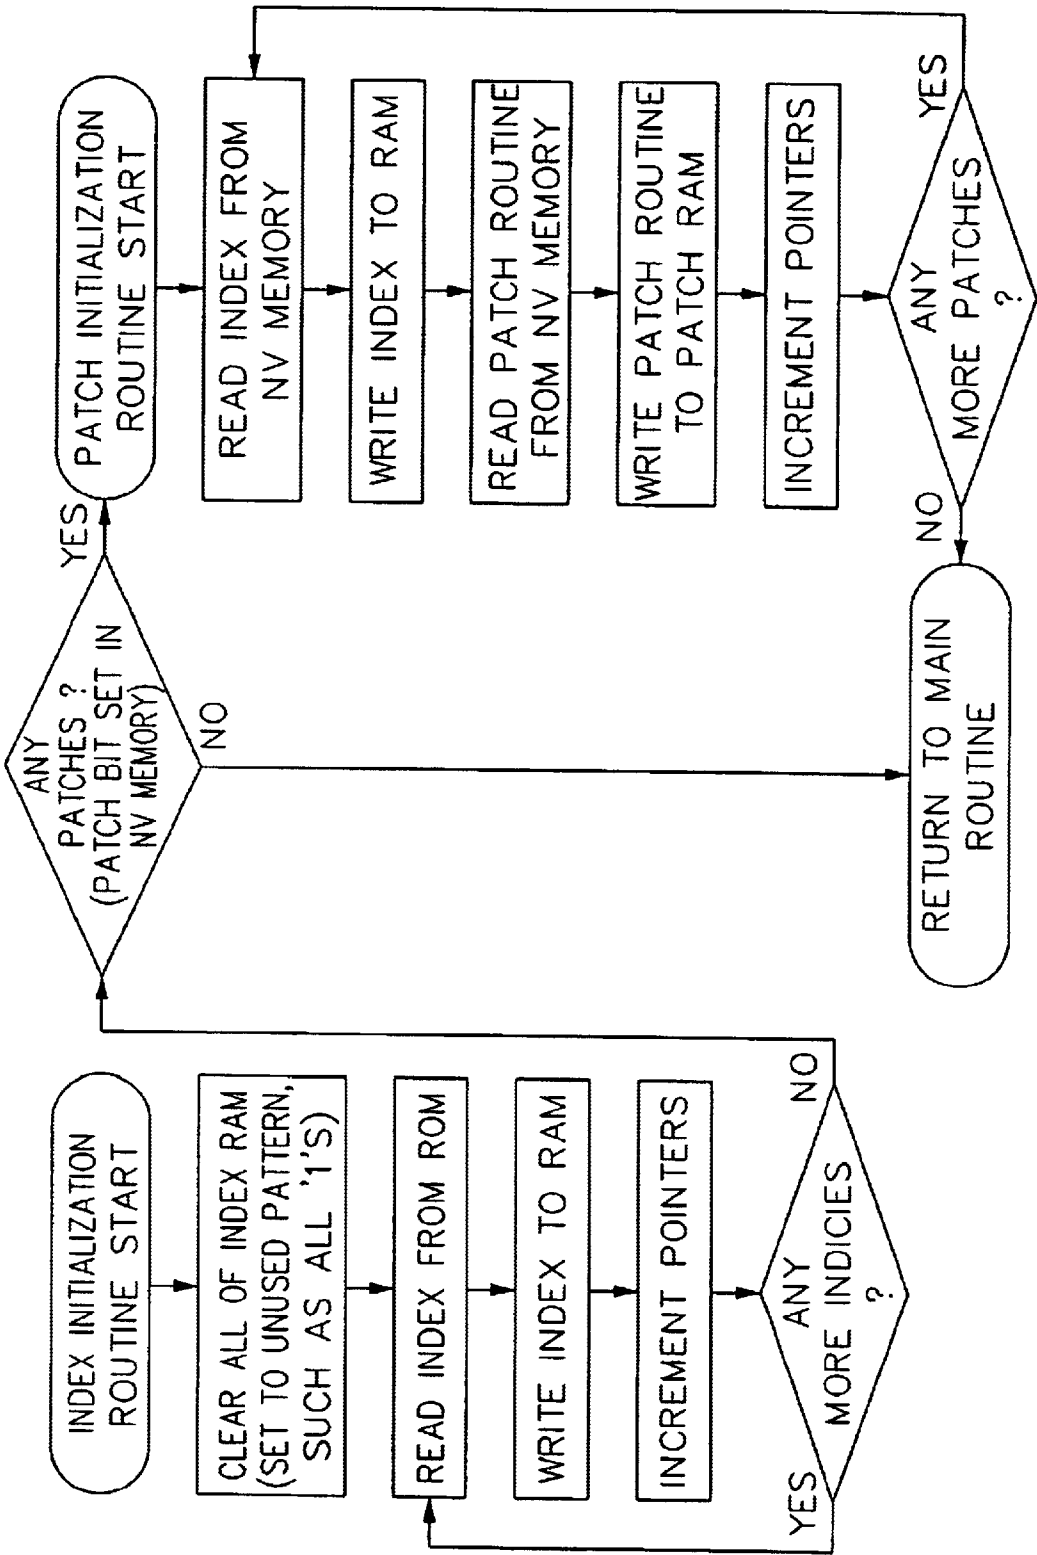 INDEX INITIALIZATION
ROUTINE START
CLEAR ALL OF INDEX RAM
(SET TO UNUSED PATTERN,
SUCH AS ALL '1'S)
READ INDEX FROM ROM
WRITE INDEX TO RAM
INCREMENT POINTERS
ANY
MORE INDICIES
?
YES
NO
ANY
PATCHES ?
(PATCH BIT SET IN
NV MEMORY)
YES
NO
PATCH INITIALIZATION
ROUTINE START
READ INDEX FROM
NV MEMORY
WRITE INDEX TO RAM
READ PATCH ROUTINE
FROM NV MEMORY
WRITE PATCH ROUTINE
TO PATCH RAM
INCREMENT POINTERS
ANY
MORE PATCHES
?
YES
NO
RETURN TO MAIN
ROUTINE